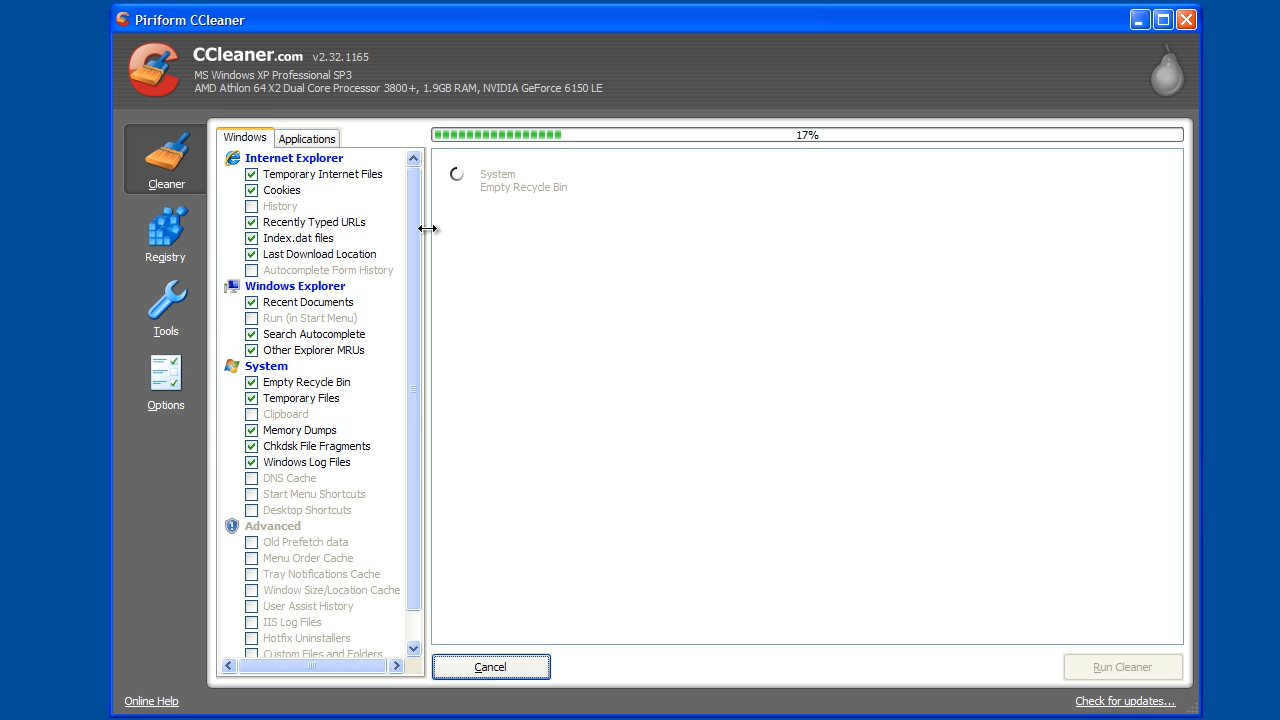 Piriform CCleaner
CCleaner.com v2.32.1165
MS Windows XP Professional SP3
AMD Athlon 64 X2 Dual Core Processor 3800+, 1.9GB RAM, NVIDIA GeForce 6150 LE
Cleaner
Registry
Tools
Options
Windows
Applications
Internet Explorer
Temporary Internet Files
Cookies
History
Recently Typed URLs
Index.dat files
Last Download Location
Autocomplete Form History
Windows Explorer
Recent Documents
Run (in Start Menu)
Search Autocomplete
Other Explorer MRUs
System
Empty Recycle Bin
Temporary Files
Clipboard
Memory Dumps
Chkdsk File Fragments
Windows Log Files
DNS Cache
Start Menu Shortcuts
Desktop Shortcuts
Advanced
Old Prefetch data
Menu Order Cache
Tray Notifications Cache
Window Size/Location Cache
User Assist History
IIS Log Files
Hotfix Uninstallers
Custom Files and Folders
17%
System
Empty Recycle Bin
Cancel
Run Cleaner
Online Help
Check for updates...